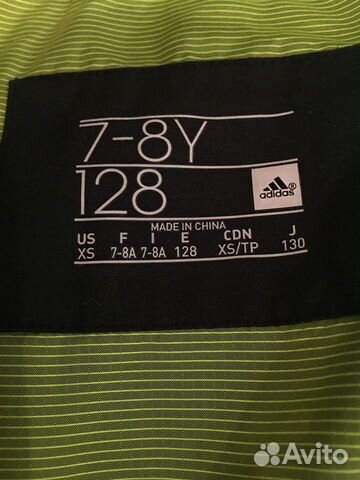 7-8Y
128
adidas®
MADE IN CHINA
US F I E CDN J
XS 7-8A 7-8A 128 XS/TP 130
Avito